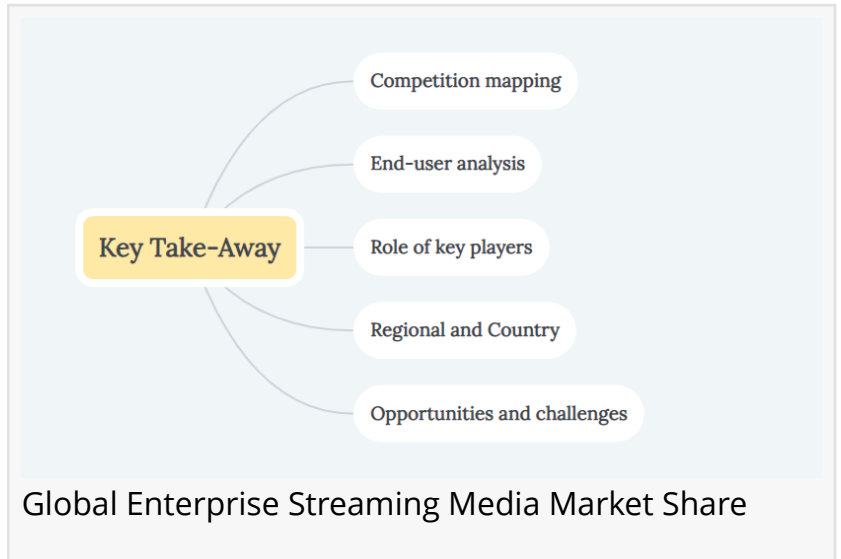 Competition mapping
End-user analysis
Key Take-Away
Role of key players
Regional and Country
Opportunities and challenges
Global Enterprise Streaming Media Market Share